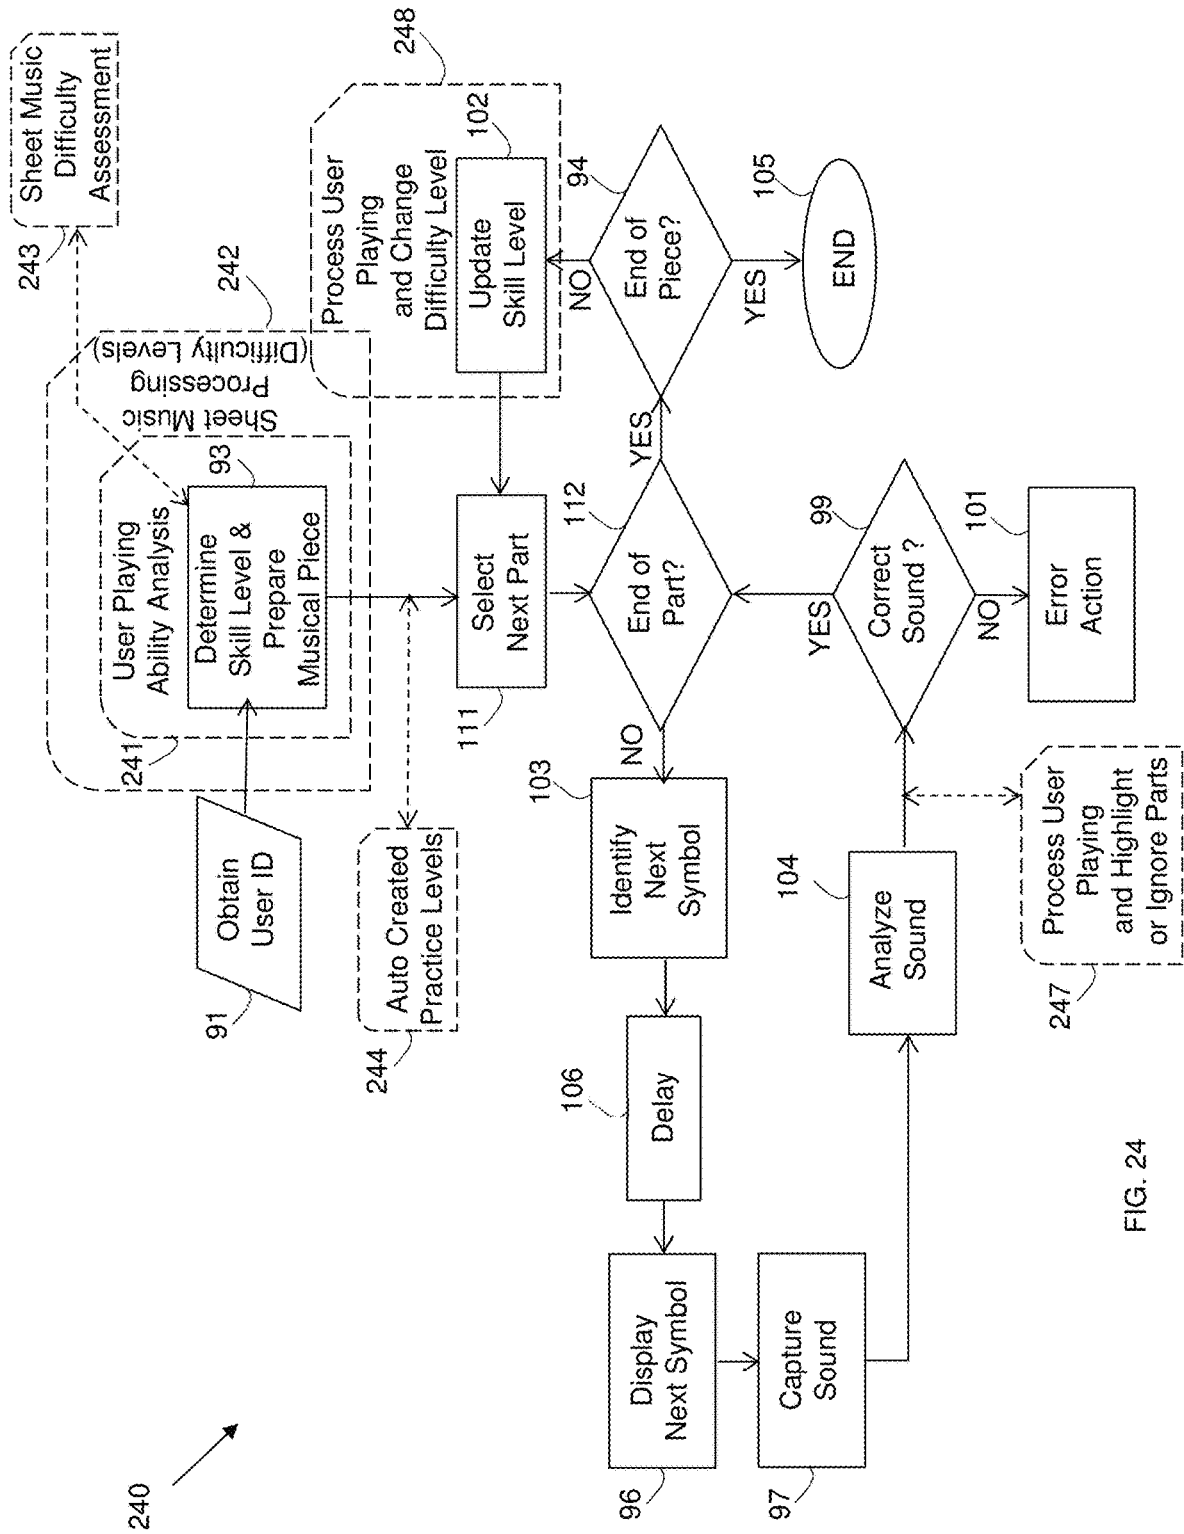 240
91
Obtain
User ID
241
User Playing
Ability Analysis
93
Determine
Skill Level &
Prepare
Musical Piece
242
Sheet Music
Processing
(Difficulty Levels)
243
Sheet Music
Difficulty
Assessment
244
Auto Created
Practice Levels
111
Select
Next Part
248
Process User
Playing
and Change
Difficulty Level
102
Update
Skill Level
96
Display
Next Symbol
106
Delay
103
Identify
Next
Symbol
NO
112
End of
Part?
YES
94
End of
Piece?
NO
YES
105
END
97
Capture
Sound
104
Analyze
Sound
99
Correct
Sound ?
YES
NO
101
Error
Action
247
Process User
Playing
and Highlight
or Ignore Parts
FIG. 24